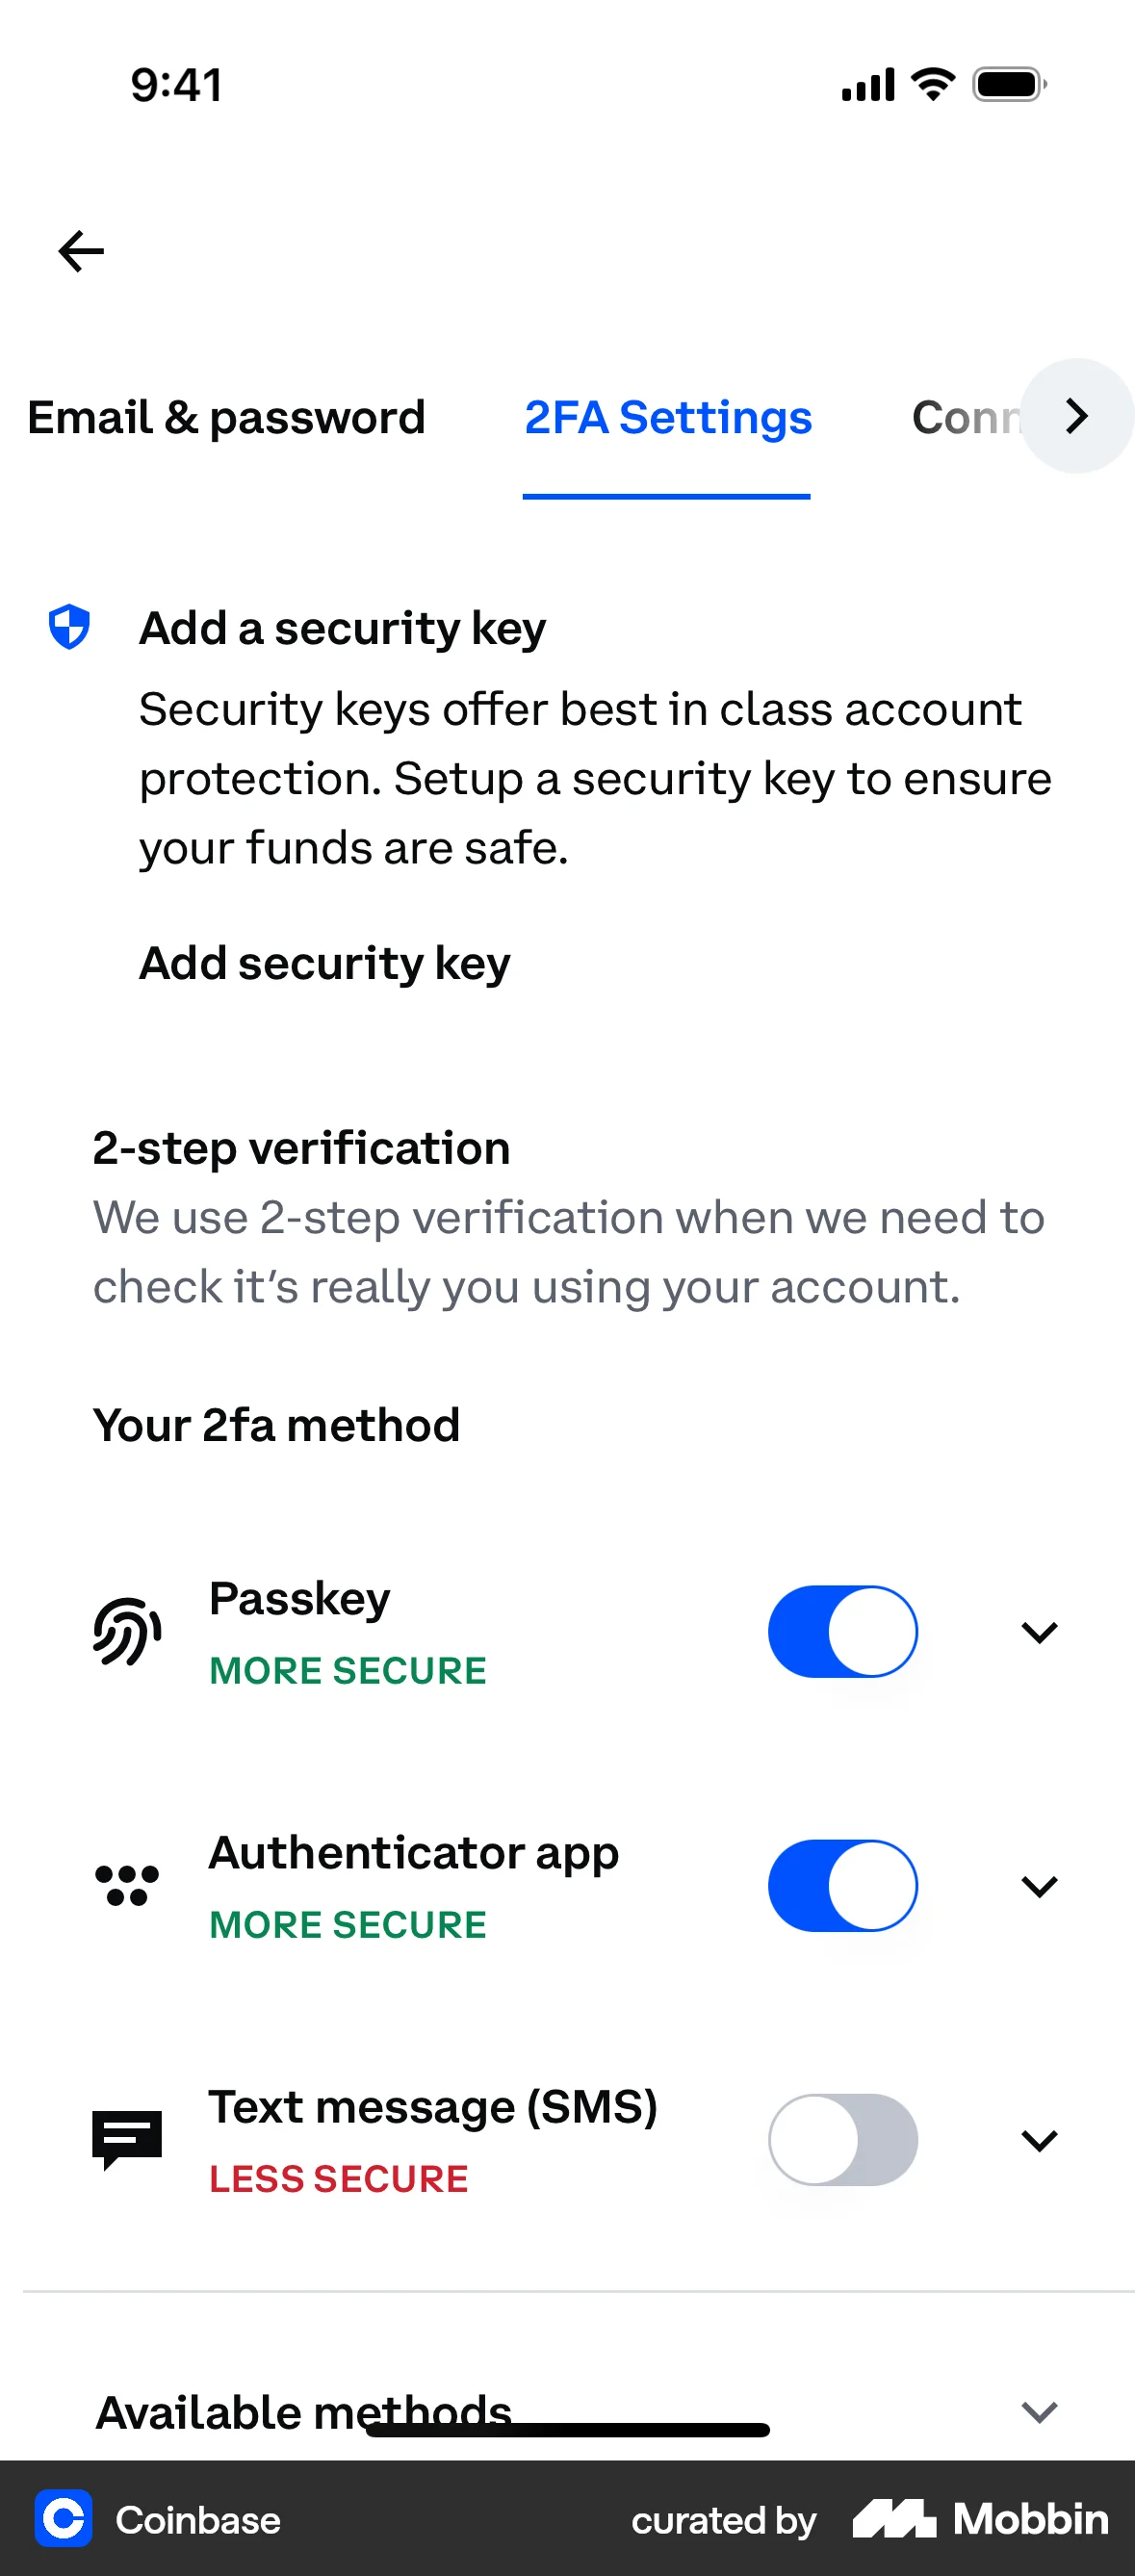 9:41
Email & password
2FA Settings
Conn
Add a security key
Security keys offer best in class account
protection. Setup a security key to ensure
your funds are safe.
Add security key
2-step verification
We use 2-step verification when we need to
check it’s really you using your account.
Your 2fa method
Passkey
MORE SECURE
Authenticator app
MORE SECURE
Text message (SMS)
LESS SECURE
Available methods
Coinbase
curated by
Mobbin